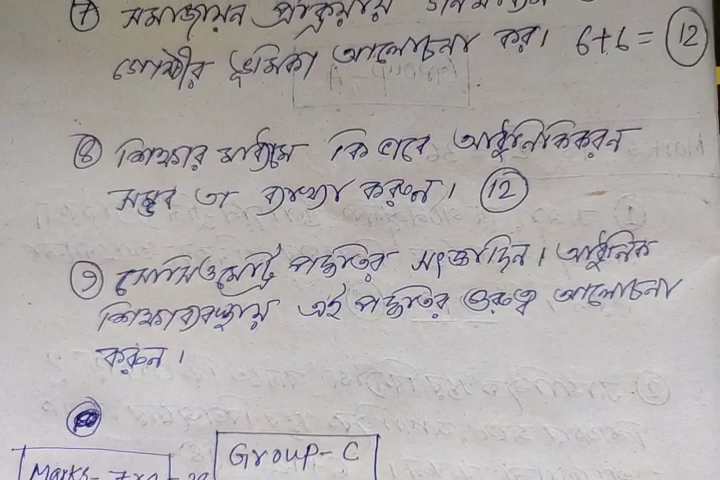 ⑦ সামাজায়ন প্রক্রিয়ায়
গোষ্ঠীর ভূমিকা আলোচনা কর। 6+6= ⑫
⑧ শিক্ষার মাধ্যমে কি ভাবে আধুনিকিকরন
সম্ভব তা ব্যাখ্যা করুন। ⑫
⑨ সোসিওমেট্রি পদ্ধতির সংজ্ঞা দিন। আধুনিক
শিক্ষাব্যবস্থায় এই পদ্ধতির গুরুত্ব আলোচনা
করুন।
Group-C
Marks-